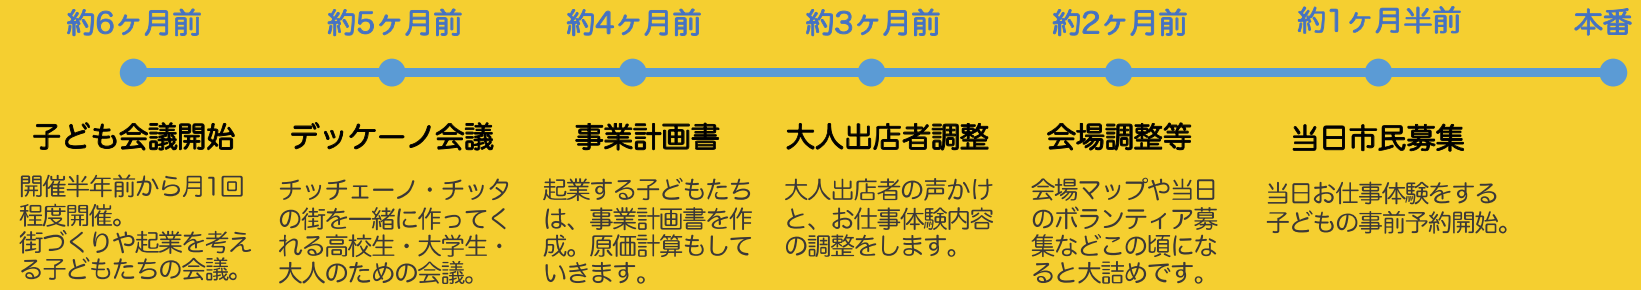 約6ヶ月前
約5ヶ月前
約4ヶ月前
約3ヶ月前
約2ヶ月前
約1ヶ月半前
本番
子ども会議開始
開催半年前から月1回
程度開催。
街づくりや起業を考え
る子どもたちの会議。
デッケーノ会議
チッチェーノ・チッタ
の街を一緒に作ってく
れる高校生・大学生・
大人のための会議。
事業計画書
起業する子どもたち
は、事業計画書を作
成。原価計算もして
いきます。
大人出店者調整
大人出店者の声かけ
と、お仕事体験内容
の調整をします。
会場調整等
会場マップや当日
のボランティア募
集などこの頃にな
ると大詰めです。
当日市民募集
当日お仕事体験をする
子どもの事前予約開始。